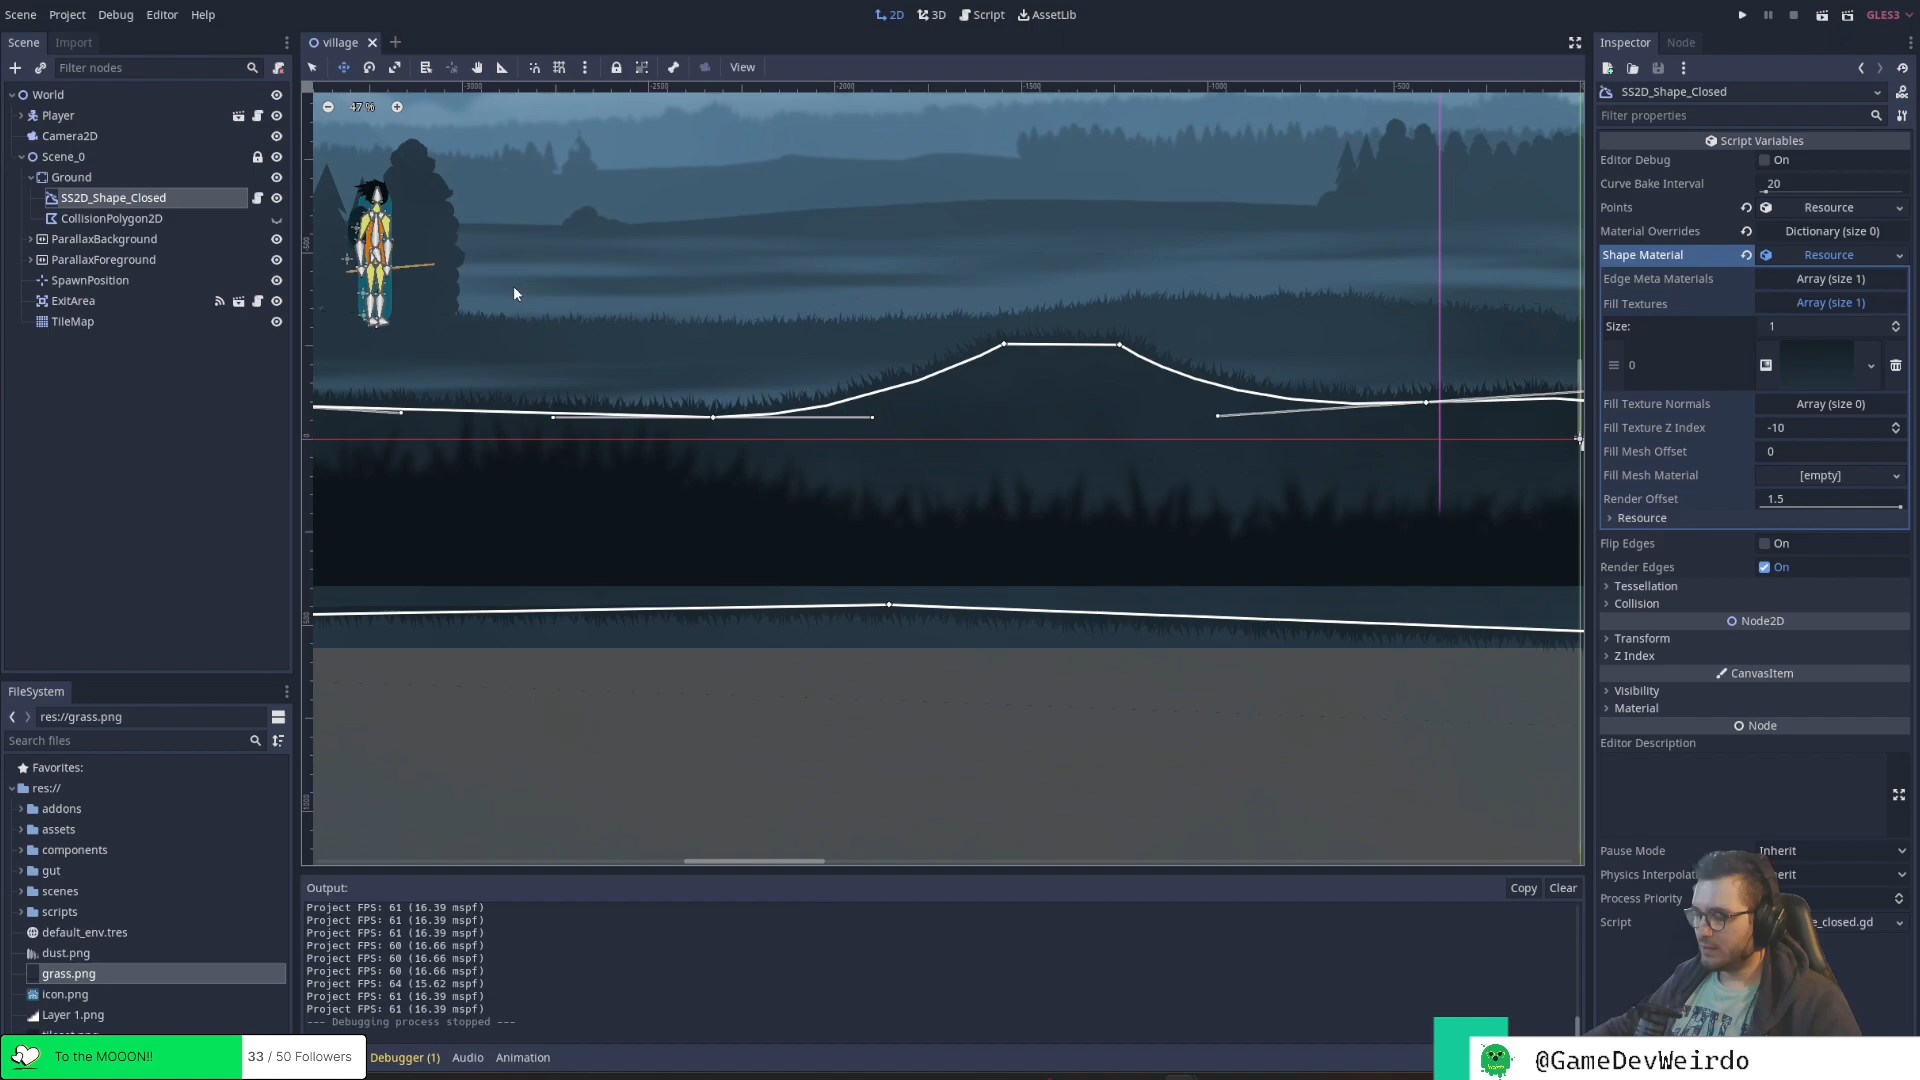 Scene Project Debug Editor Help
2D 3D Script AssetLib
GLES3
Scene Import
village
Inspector Node
Filter nodes
View
World
Player
Camera2D
Scene_0
Ground
SS2D_Shape_Closed
CollisionPolygon2D
ParallaxBackground
ParallaxForeground
SpawnPosition
ExitArea
TileMap
47 %
SS2D_Shape_Closed
Filter properties
Script Variables
Editor Debug On
Curve Bake Interval 20
Points Resource
Material Overrides Dictionary (size 0)
Shape Material Resource
Edge Meta Materials Array (size 1)
Fill Textures Array (size 1)
Size: 1
0
Fill Texture Normals Array (size 0)
Fill Texture Z Index -10
Fill Mesh Offset 0
Fill Mesh Material [empty]
Render Offset 1.5
Resource
Flip Edges On
Render Edges On
Tessellation
Collision
Node2D
Transform
Z Index
CanvasItem
Visibility
Material
Node
Editor Description
Pause Mode Inherit
Physics Interpolati
Process Priority
Script e_closed.gd
FileSystem
res://grass.png
Search files
Favorites:
res://
addons
assets
components
gut
scenes
scripts
default_env.tres
dust.png
grass.png
icon.png
Layer 1.png
Output:
Copy Clear
Project FPS: 61 (16.39 mspf)
Project FPS: 61 (16.39 mspf)
Project FPS: 61 (16.39 mspf)
Project FPS: 60 (16.66 mspf)
Project FPS: 60 (16.66 mspf)
Project FPS: 60 (16.66 mspf)
Project FPS: 64 (15.62 mspf)
Project FPS: 61 (16.39 mspf)
Project FPS: 61 (16.39 mspf)
--- Debugging process stopped ---
Debugger (1) Audio Animation
To the MOOON!!
33 / 50 Followers
@GameDevWeirdo